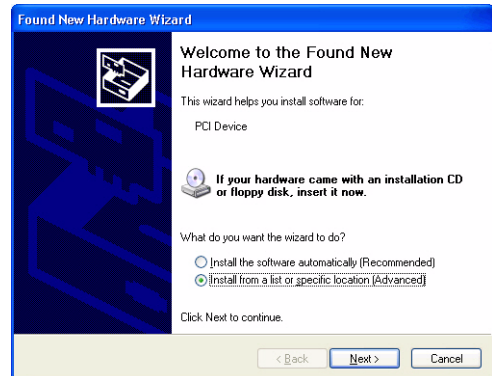 Found New Hardware Wizard
Welcome to the Found New
Hardware Wizard
This wizard helps you install software for:
PCI Device
If your hardware came with an installation CD
or floppy disk, insert it now.
What do you want the wizard to do?
Install the software automatically (Recommended)
Install from a list or specific location (Advanced)
Click Next to continue.
< Back
Next >
Cancel